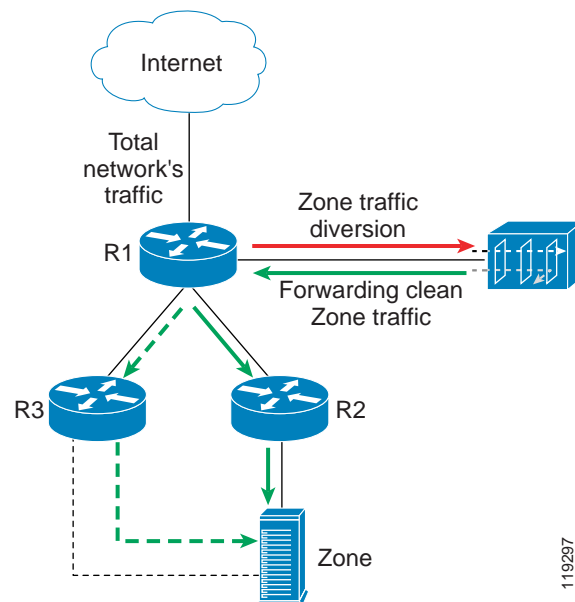 Internet
Total
network's
traffic
Zone traffic
diversion
R1
Forwarding clean
Zone traffic
R3
R2
Zone
119297